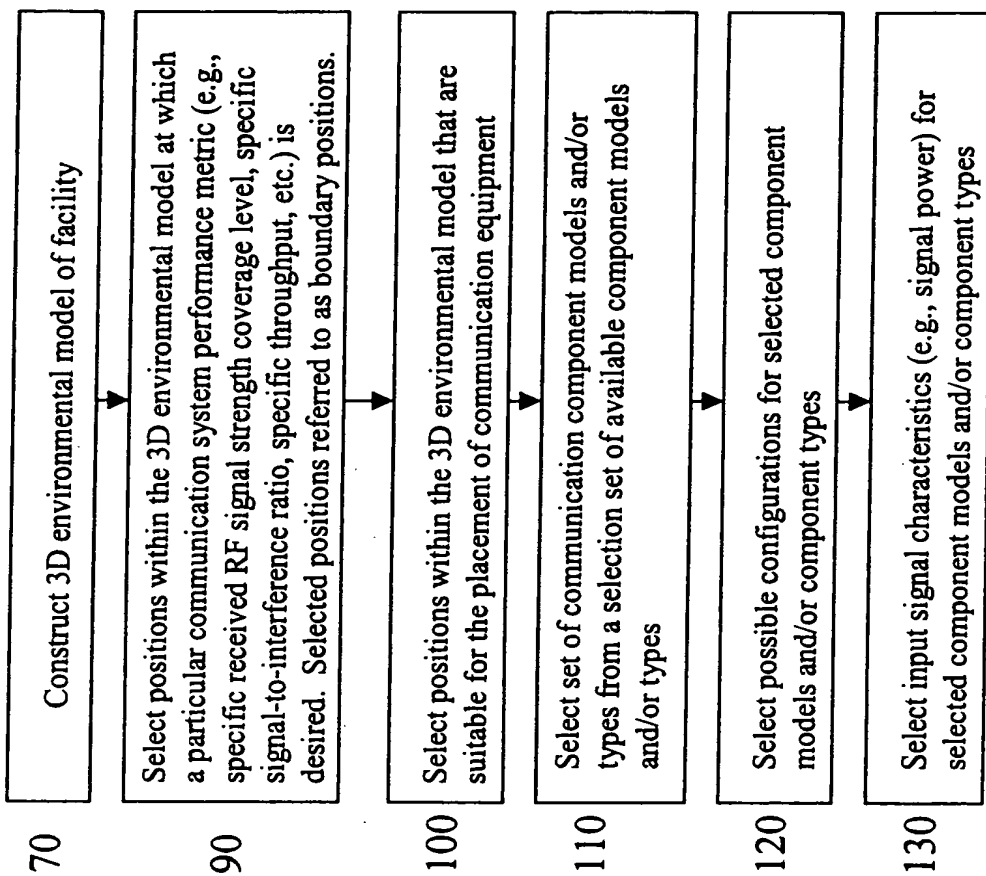 70
Construct 3D environmental model of facility
90
Select positions within the 3D environmental model at which
a particular communication system performance metric (e.g.,
specific received RF signal strength coverage level, specific
signal-to-interference ratio, specific throughput, etc.) is
desired. Selected positions referred to as boundary positions.
100
Select positions within the 3D environmental model that are
suitable for the placement of communication equipment
110
Select set of communication component models and/or
types from a selection set of available component models
and/or types
120
Select possible configurations for selected component
models and/or component types
130
Select input signal characteristics (e.g., signal power) for
selected component models and/or component types